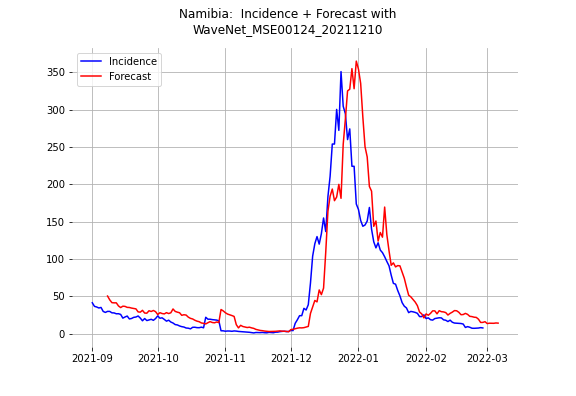 Namibia:  Incidence + Forecast with
WaveNet_MSE00124_20211210
Incidence
Forecast
350
300
250
200
150
100
50
0
2021-09 2021-10 2021-11 2021-12 2022-01 2022-02 2022-03